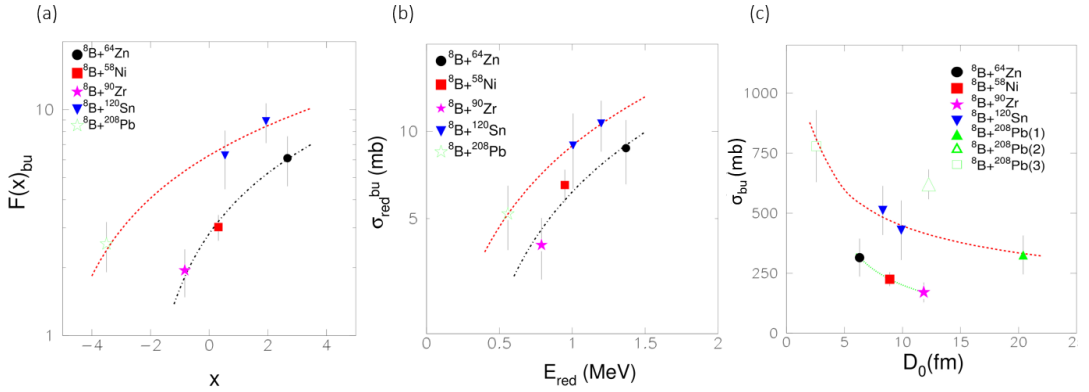 (a)
⁸B+⁶⁴Zn
⁸B+⁵⁸Ni
⁸B+⁹⁰Zr
⁸B+¹²⁰Sn
⁸B+²⁰⁸Pb
10
1
F(x)bu
−4 −2 0 2 4
x
(b)
⁸B+⁶⁴Zn
⁸B+⁵⁸Ni
⁸B+⁹⁰Zr
⁸B+¹²⁰Sn
⁸B+²⁰⁸Pb
10
5
σred^bu (mb)
0 0.5 1 1.5 2
Ered (MeV)
(c)
⁸B+⁶⁴Zn
⁸B+⁵⁸Ni
⁸B+⁹⁰Zr
⁸B+¹²⁰Sn
⁸B+²⁰⁸Pb(1)
⁸B+²⁰⁸Pb(2)
⁸B+²⁰⁸Pb(3)
1000
750
500
250
0
σbu (mb)
0 5 10 15 20
D₀(fm)